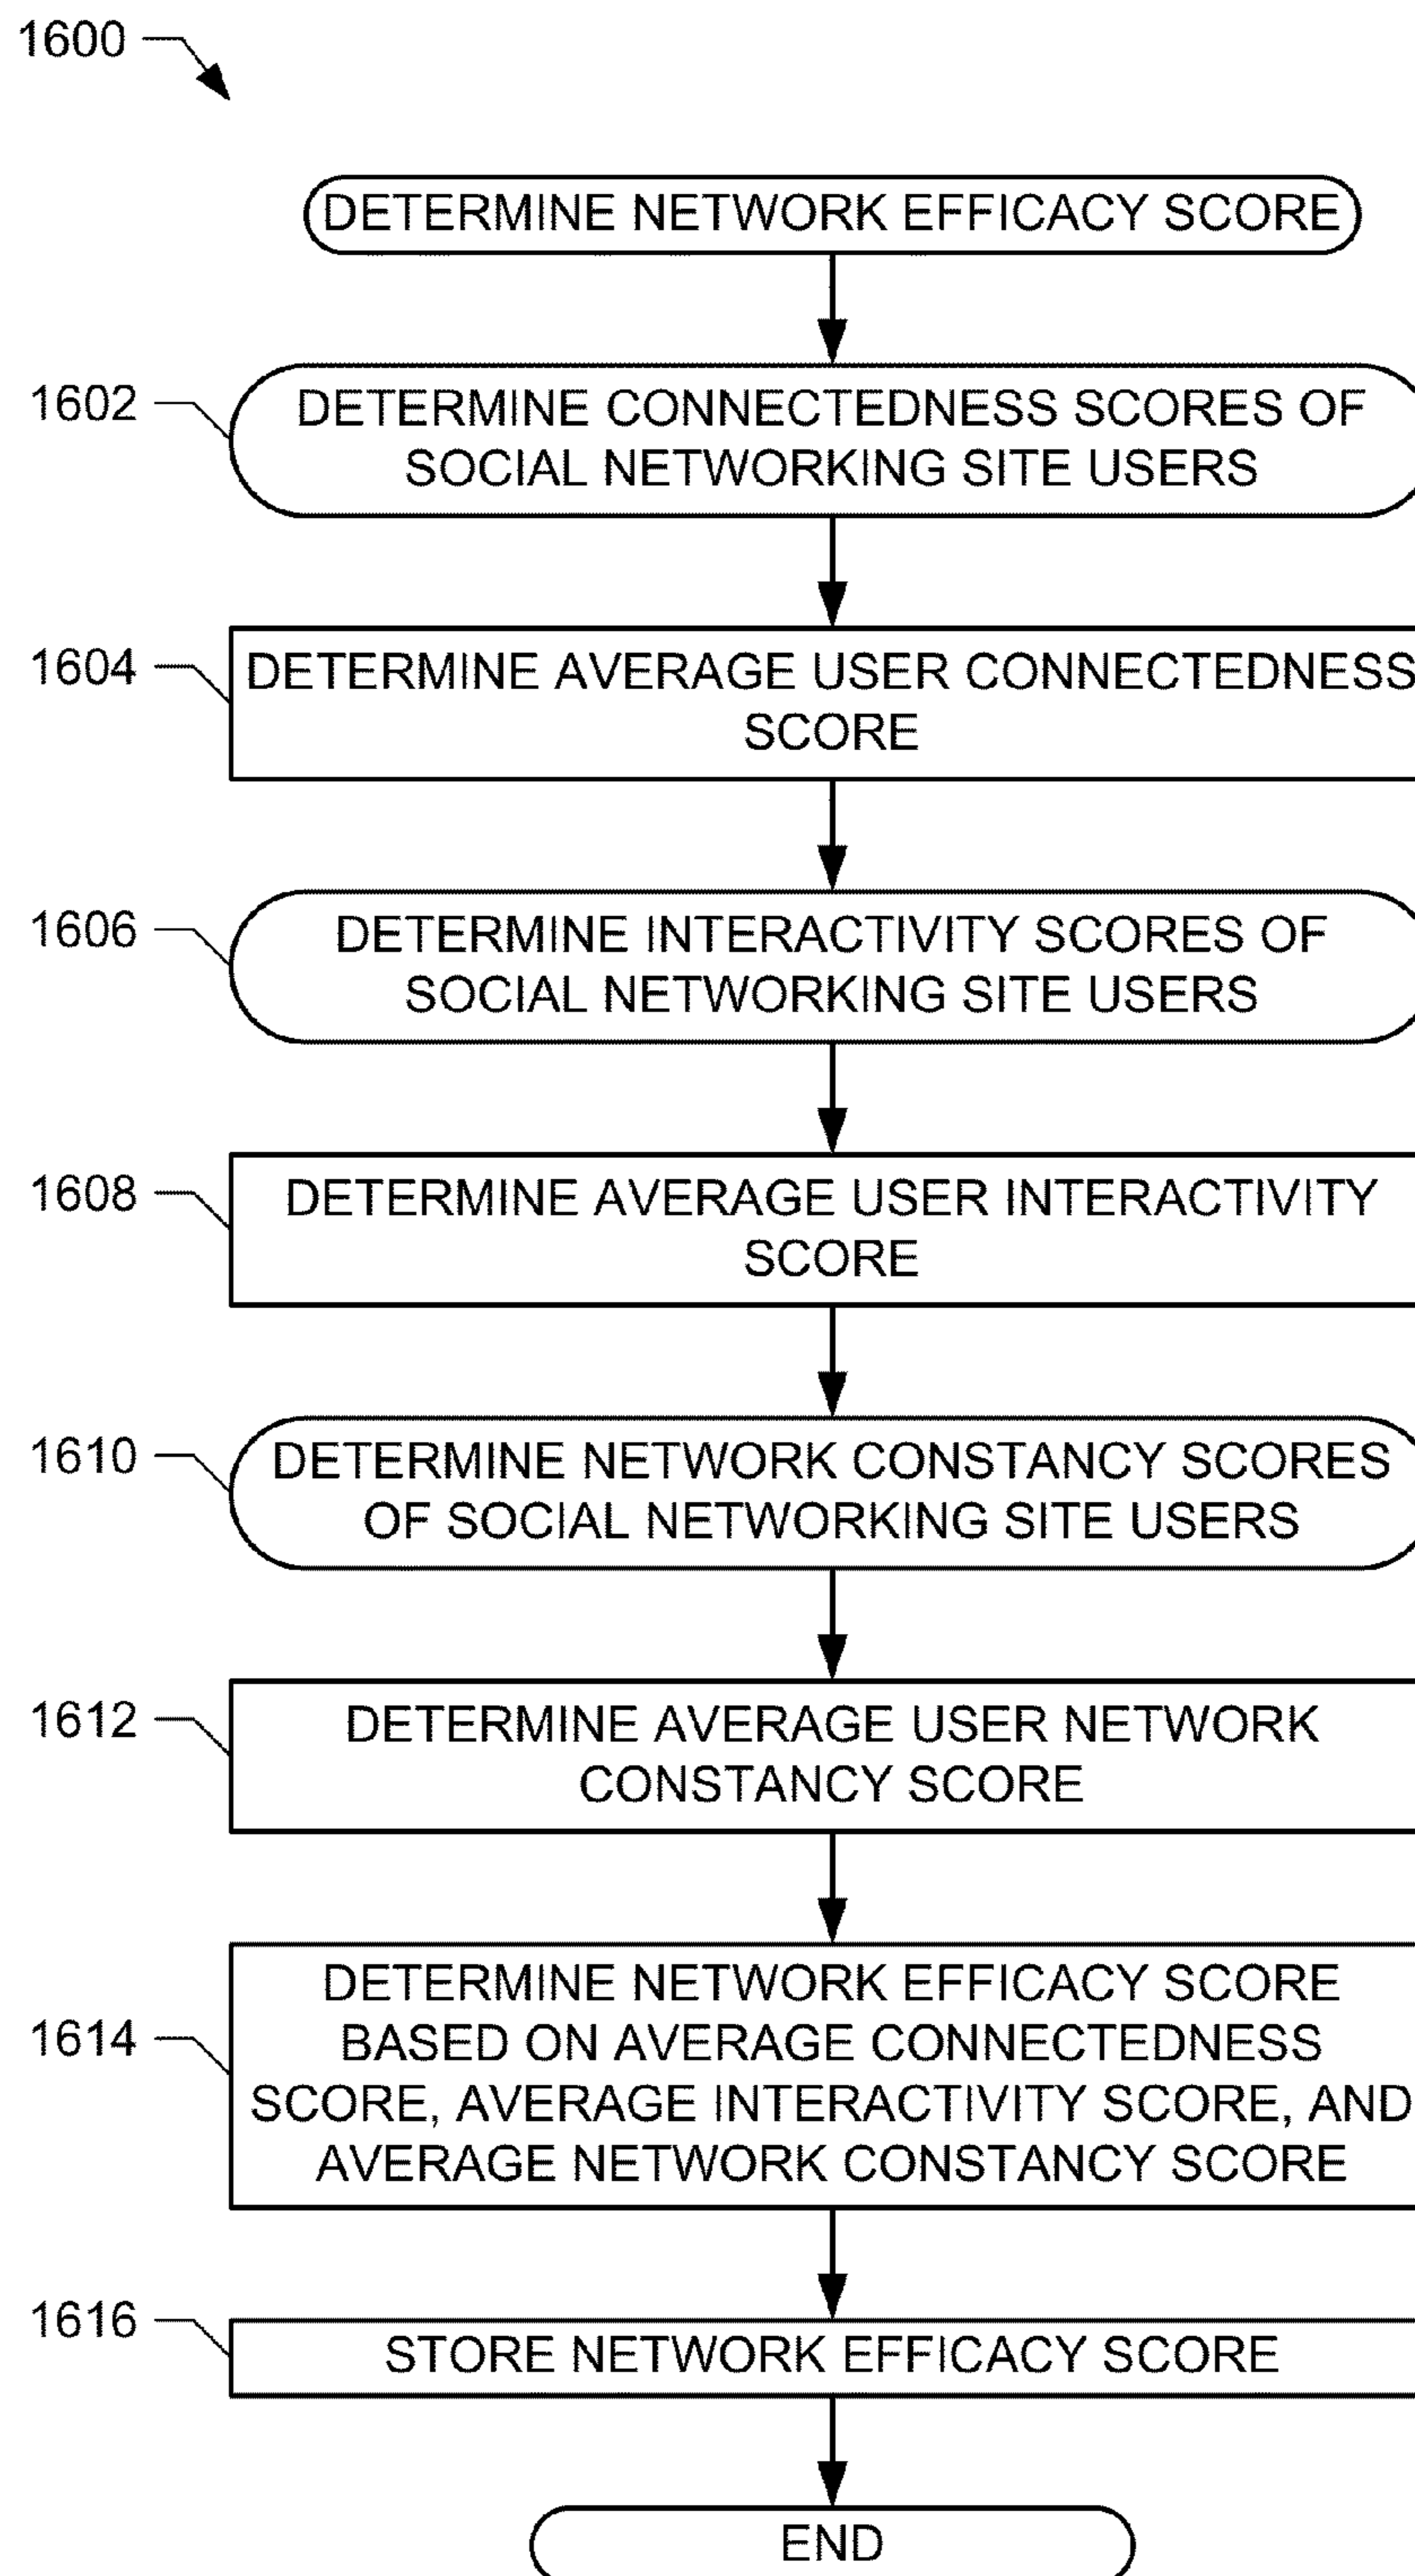 1600
DETERMINE NETWORK EFFICACY SCORE
1602
DETERMINE CONNECTEDNESS SCORES OF
SOCIAL NETWORKING SITE USERS
1604
DETERMINE AVERAGE USER CONNECTEDNESS
SCORE
1606
DETERMINE INTERACTIVITY SCORES OF
SOCIAL NETWORKING SITE USERS
1608
DETERMINE AVERAGE USER INTERACTIVITY
SCORE
1610
DETERMINE NETWORK CONSTANCY SCORES
OF SOCIAL NETWORKING SITE USERS
1612
DETERMINE AVERAGE USER NETWORK
CONSTANCY SCORE
1614
DETERMINE NETWORK EFFICACY SCORE
BASED ON AVERAGE CONNECTEDNESS
SCORE, AVERAGE INTERACTIVITY SCORE, AND
AVERAGE NETWORK CONSTANCY SCORE
1616
STORE NETWORK EFFICACY SCORE
END